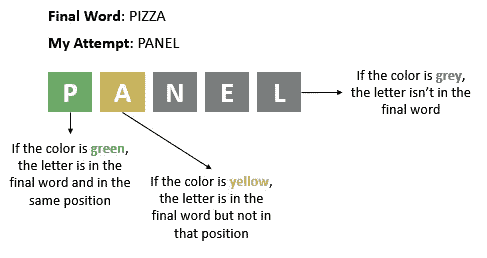 Final Word: PIZZA
My Attempt: PANEL
P A N E L
If the color is grey,
the letter isn't in the
final word
If the color is green,
the letter is in the
final word and in the
same position
If the color is yellow,
the letter is in the
final word but not in
that position